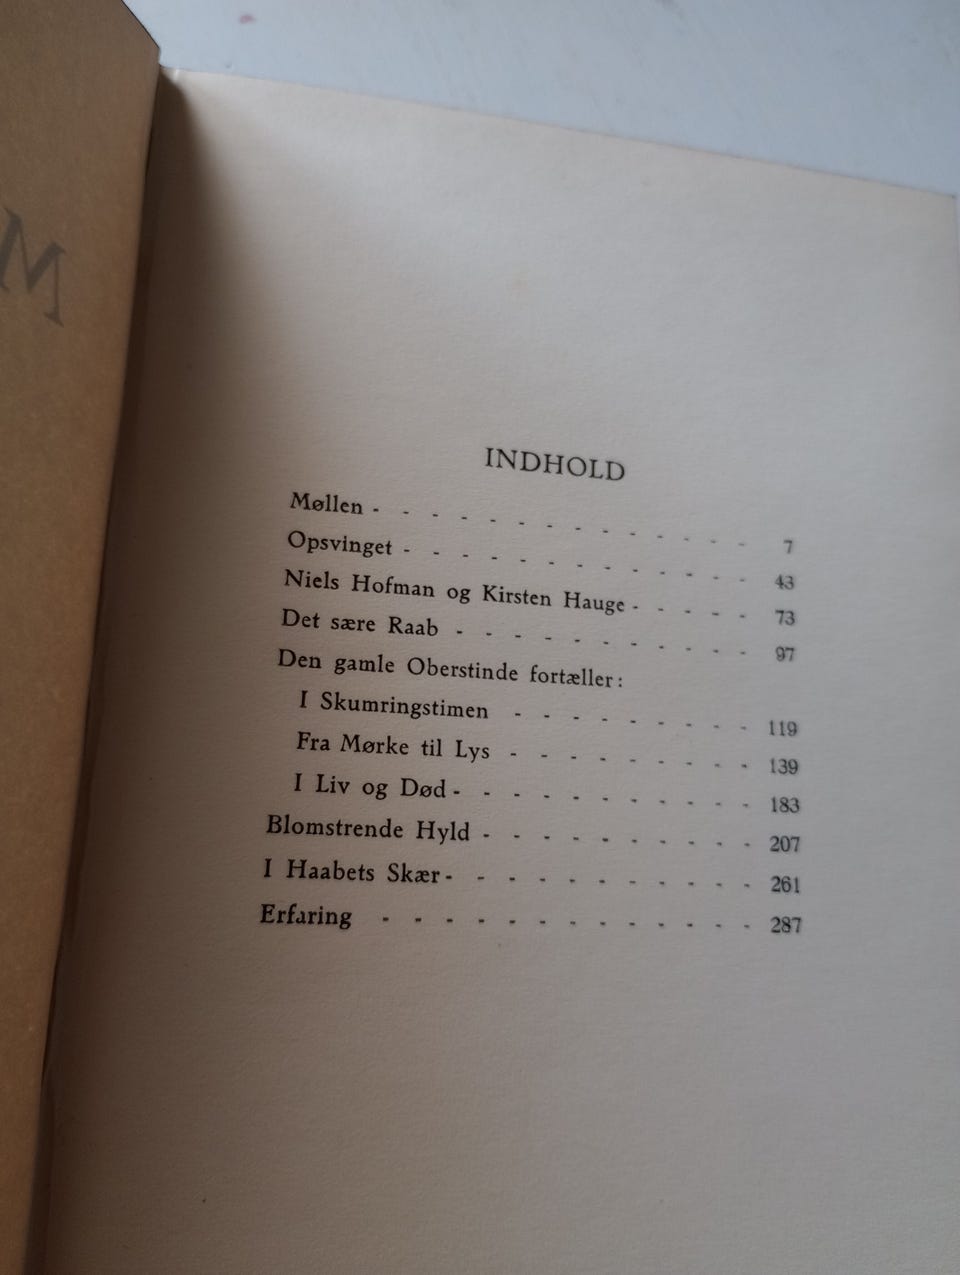 INDHOLD
Møllen - - - - - - - - - - - - - - 7
Opsvinget - - - - - - - - - - - - - 43
Niels Hofman og Kirsten Hauge - - - - - 73
Det sære Raab - - - - - - - - - - - 97
Den gamle Oberstinde fortæller:
I Skumringstimen - - - - - - - - - 119
Fra Mørke til Lys - - - - - - - - - 139
I Liv og Død - - - - - - - - - - - 183
Blomstrende Hyld - - - - - - - - - - 207
I Haabets Skær - - - - - - - - - - - 261
Erfaring - - - - - - - - - - - - - 287